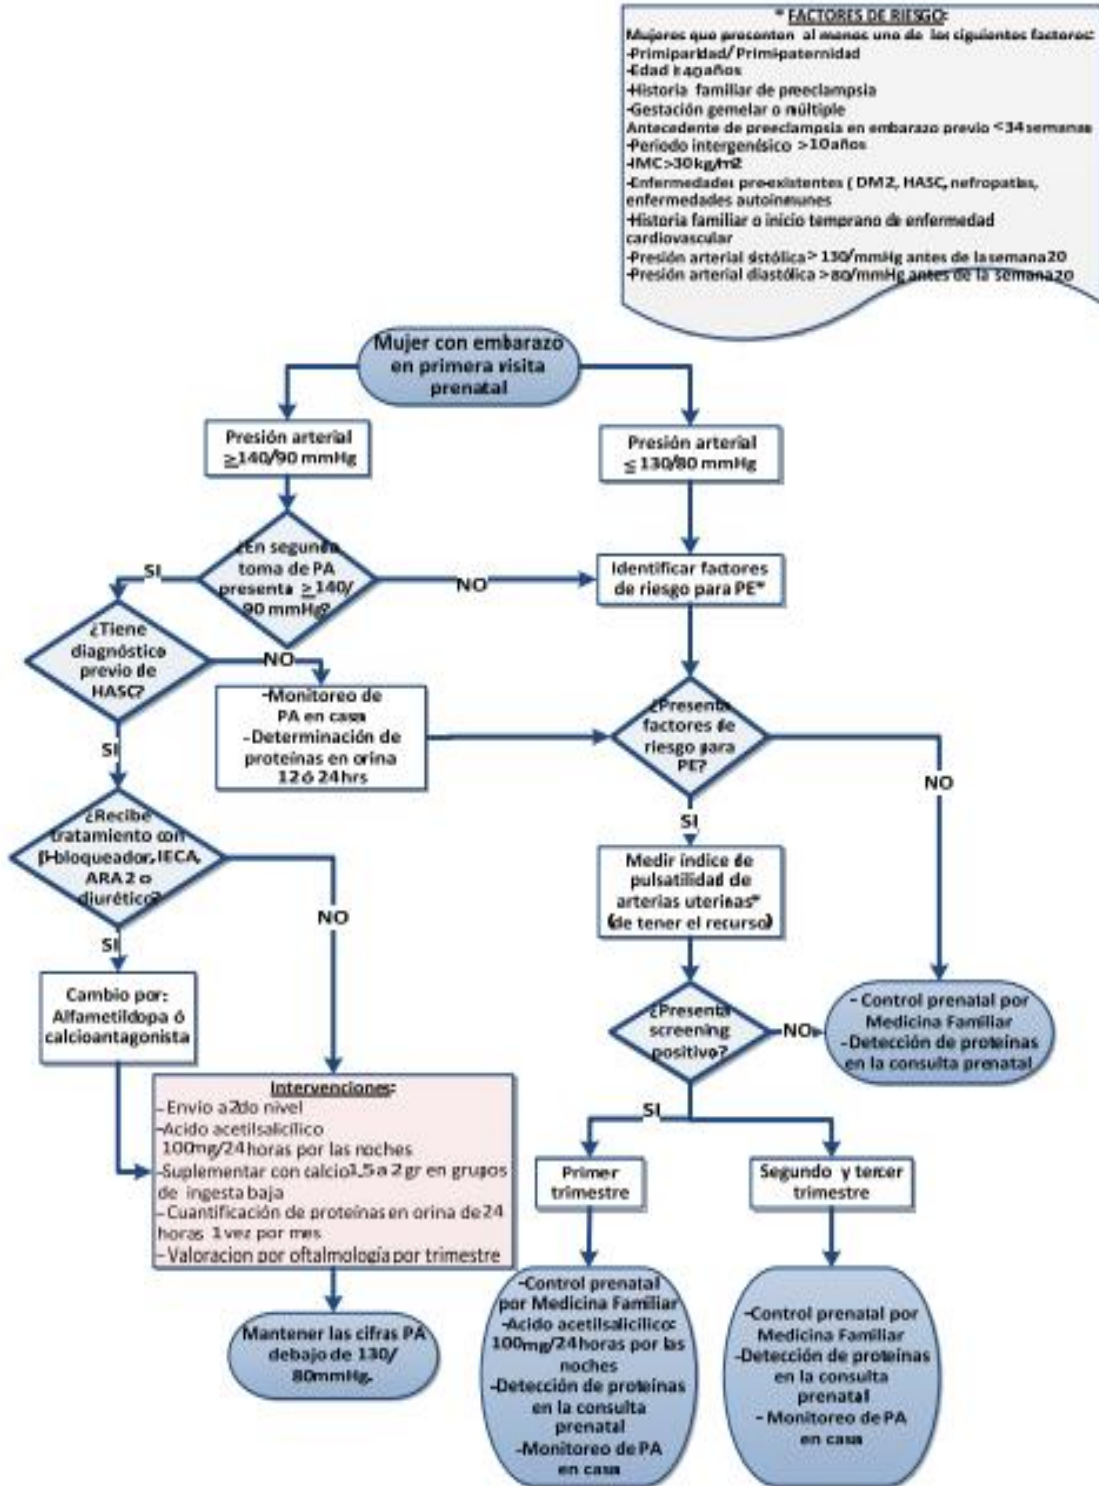 * FACTORES DE RIESGO:
Mujeres que presenten al menos uno de los siguientes factores:
-Primiparidad/ Primipaternidad
-Edad ≥40 años
-Historia familiar de preeclampsia
-Gestación gemelar o múltiple
Antecedente de preeclampsia en embarazo previo <34 semanas
-Periodo intergenésico >10 años
-IMC>30kg/m2
-Enfermedades pre-existentes ( DM2, HASC, nefropatías,
enfermedades autoinmunes
-Historia familiar o inicio temprano de enfermedad
cardiovascular
-Presión arterial sistólica > 130/mmHg antes de la semana 20
-Presión arterial diastólica >80/mmHg antes de la semana 20
Mujer con embarazo
en primera visita
prenatal
Presión arterial
≥140/90 mmHg
Presión arterial
≤ 130/80 mmHg
¿En segunda
toma de PA
presenta ≥140/
90 mmHg?
SI
NO
Identificar factores
de riesgo para PE*
¿Tiene
diagnóstico
previo de
HASC?
NO
-Monitoreo de
PA en casa
-Determinación de
proteínas en orina
12 ó 24 hrs
¿Presenta
factores de
riesgo para
PE?
SI
NO
SI
¿Recibe
tratamiento con
β-bloqueador, IECA,
ARA 2 o
diurético?
Medir índice de
pulsatilidad de
arterias uterinas*
(de tener el recurso)
NO
SI
Cambio por:
Alfametildopa ó
calcioantagonista
¿Presenta
screening
positivo?
NO
- Control prenatal por
Medicina Familiar
-Detección de proteínas
en la consulta prenatal
Intervenciones:
- Envio a 2do nivel
-Acido acetilsalicílico
100mg/24 horas por las noches
-Suplementar con calcio 1.5 a 2 gr en grupos
de ingesta baja
-Cuantificación de proteínas en orina de 24
horas 1 vez por mes
-Valoracion por oftalmología por trimestre
SI
Primer
trimestre
Segundo y tercer
trimestre
Mantener las cifras PA
debajo de 130/
80mmHg.
-Control prenatal
por Medicina Familiar
-Acido acetilsalicílico:
100mg/24 horas por las
noches
-Detección de proteínas
en la consulta
prenatal
-Monitoreo de PA
en casa
-Control prenatal por
Medicina Familiar
-Detección de proteínas
en la consulta
prenatal
- Monitoreo de PA
en casa